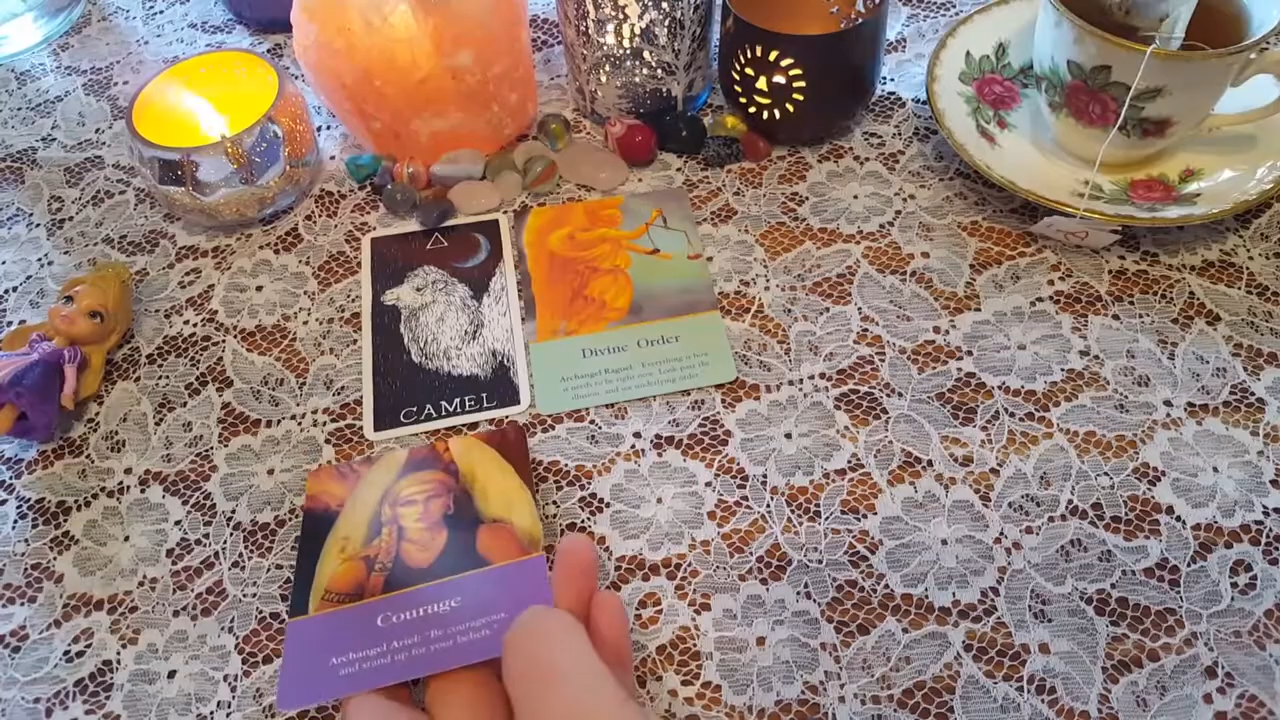 CAMEL
Divine Order
Archangel Raguel: "Everything is how
it needs to be right now. Look past the
illusion, and see underlying order."
Courage
Archangel Ariel: "Be courageous,
and stand up for your beliefs."